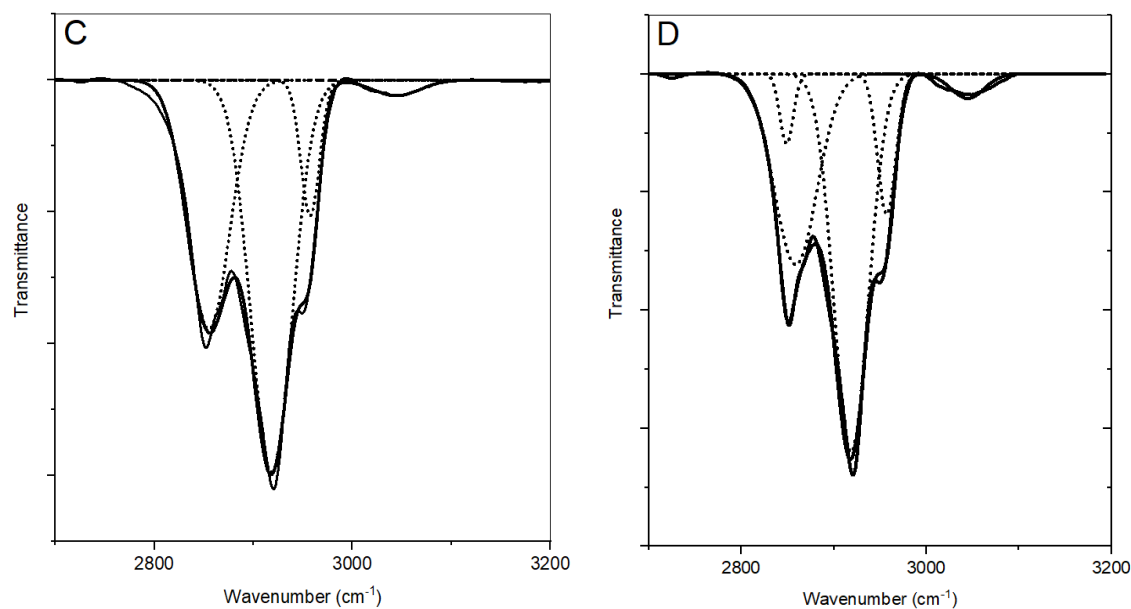 C
Transmittance
2800
3000
3200
Wavenumber (cm⁻¹)
D
Transmittance
2800
3000
3200
Wavenumber (cm⁻¹)